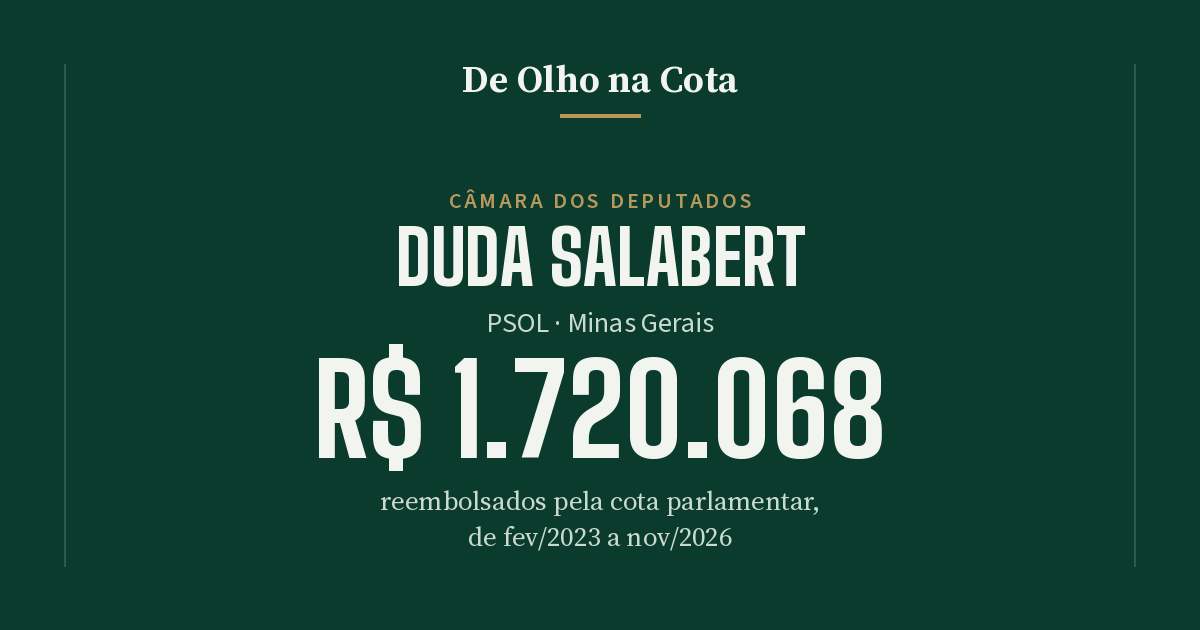 De Olho na Cota
CÂMARA DOS DEPUTADOS
DUDA SALABERT
PSOL · Minas Gerais
R$ 1.720.068
reembolsados pela cota parlamentar,
de fev/2023 a nov/2026